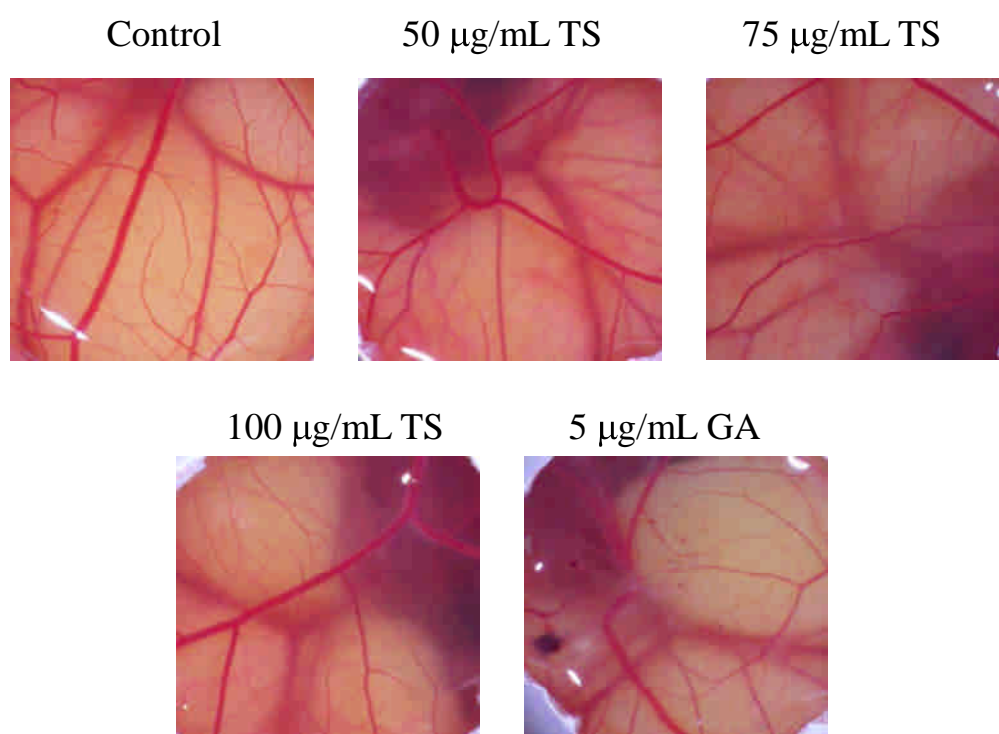 Control
50 μg/mL TS
75 μg/mL TS
100 μg/mL TS
5 μg/mL GA